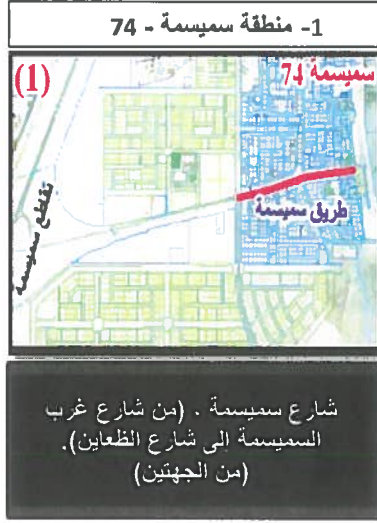 1- منطقة سميسمة - 74
سميسمة 74
(1)
تقاطع سميسمة
طريق سميسمة
شارع سميسمة . (من شارع غرب
السميسمة إلى شارع الظعاين).
(من الجهتين)